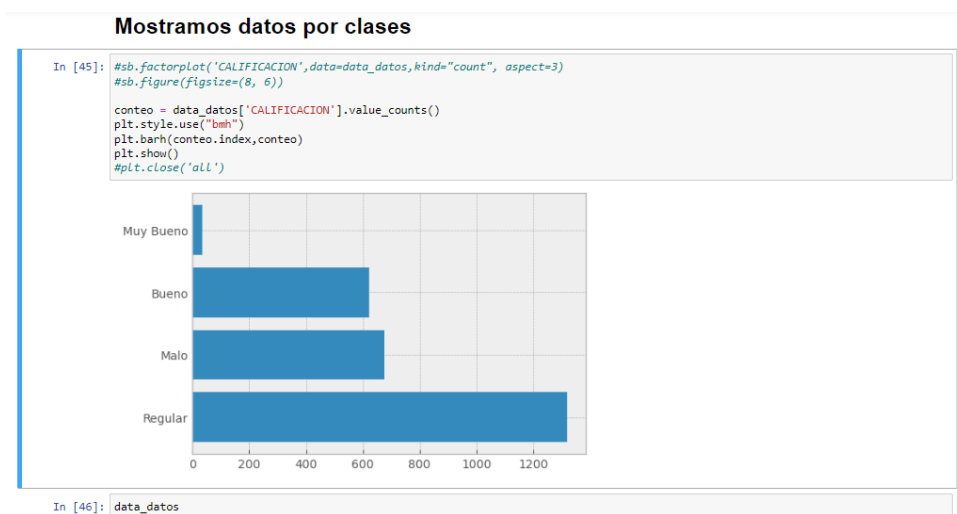 Mostramos datos por clases
In [45]: #sb.factorplot('CALIFICACION',data=data_datos,kind="count", aspect=3)
#sb.figure(figsize=(8, 6))
conteo = data_datos['CALIFICACION'].value_counts()
plt.style.use("bmh")
plt.barh(conteo.index,conteo)
plt.show()
#plt.close('all')
Muy Bueno
Bueno
Malo
Regular
0 200 400 600 800 1000 1200
In [46]: data_datos